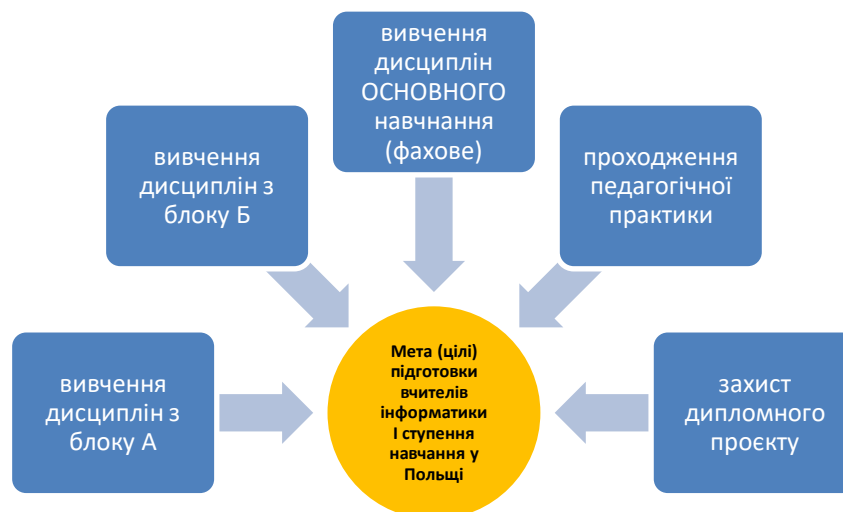 вивчення
дисциплін з
блоку А
вивчення
дисциплін з
блоку Б
вивчення
дисциплін
ОСНОВНОГО
навчнання
(фахове)
проходження
педагогічної
практики
захист
дипломного
проєкту
Мета (цілі)
підготовки
вчителів
інформатики
І ступення
навчання у
Польщі